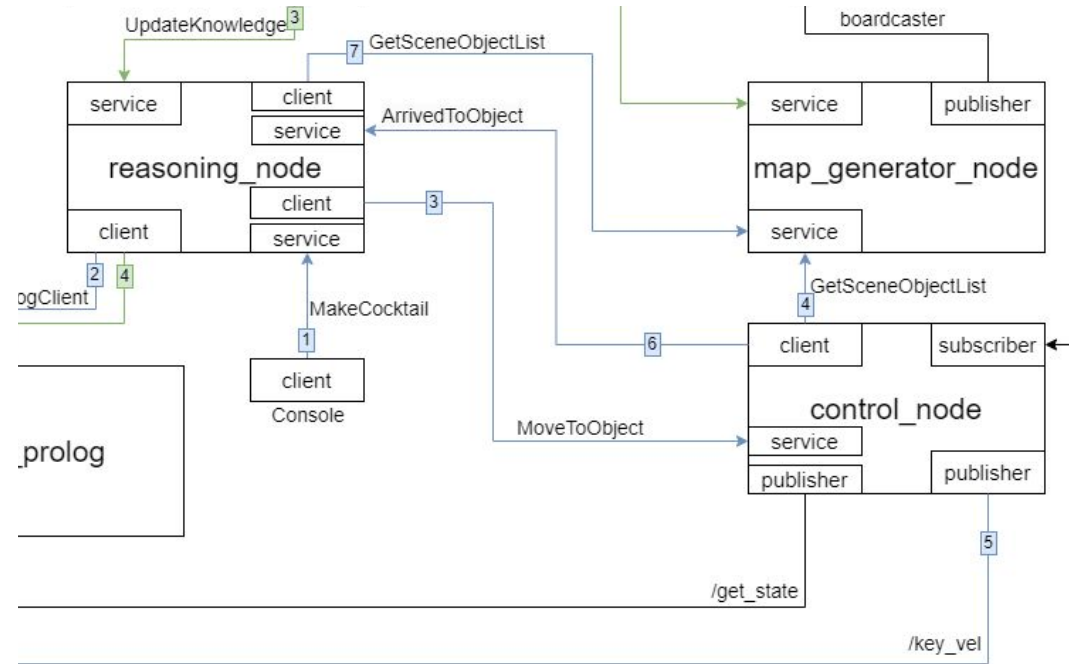 boardcaster
UpdateKnowledge
3
7
GetSceneObjectList
service
client
service
publisher
service
ArrivedToObject
reasoning_node
map_generator_node
client
3
client
service
service
2
4
ogClient
MakeCocktail
GetSceneObjectList
4
1
6
client
subscriber
client
Console
control_node
MoveToObject
service
_prolog
publisher
publisher
5
/get_state
/key_vel